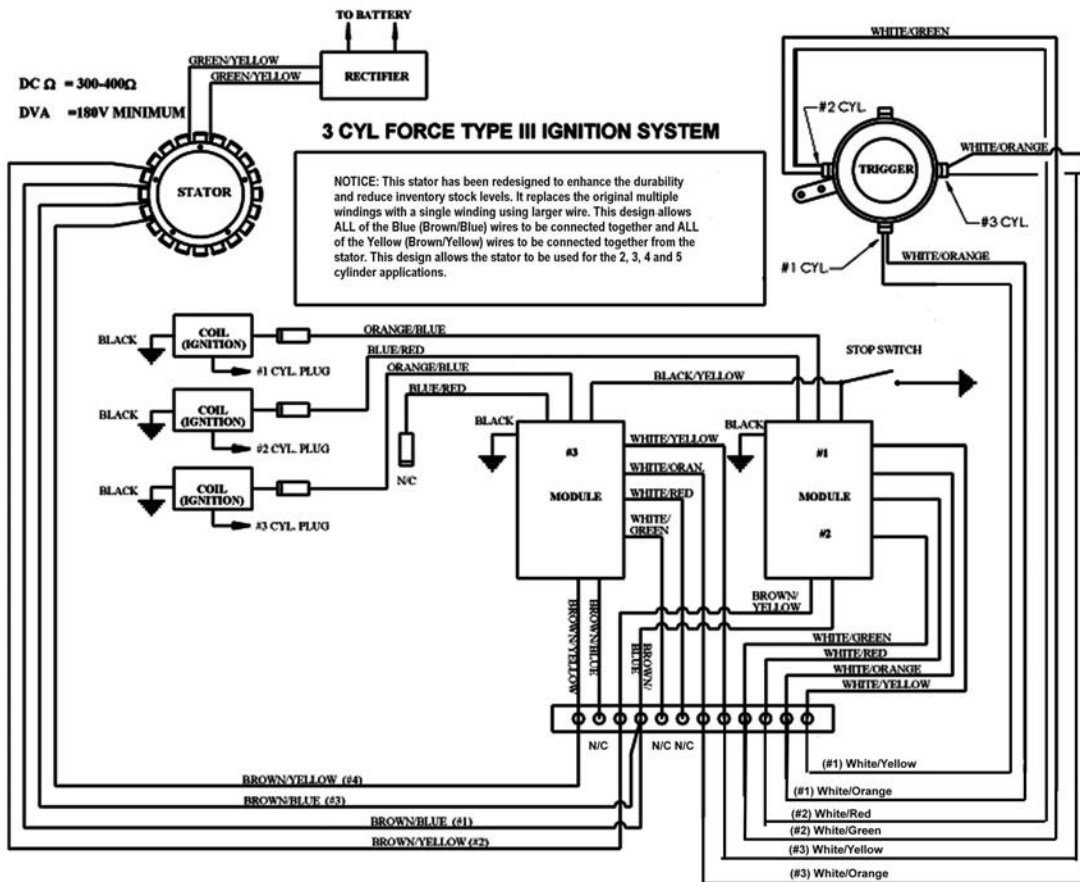 TO BATTERY
GREEN/YELLOW
GREEN/YELLOW
RECTIFIER
DC Ω = 300-400Ω
DVA =180V MINIMUM
3 CYL FORCE TYPE III IGNITION SYSTEM
STATOR
NOTICE: This stator has been redesigned to enhance the durability
and reduce inventory stock levels. It replaces the original multiple
windings with a single winding using larger wire. This design allows
ALL of the Blue (Brown/Blue) wires to be connected together and ALL
of the Yellow (Brown/Yellow) wires to be connected together from the
stator. This design allows the stator to be used for the 2, 3, 4 and 5
cylinder applications.
WHITE/GREEN
#2 CYL.
WHITE/ORANGE
TRIGGER
#3 CYL.
#1 CYL.
WHITE/ORANGE
BLACK
COIL
(IGNITION)
#1 CYL. PLUG
ORANGE/BLUE
BLUE/RED
ORANGE/BLUE
BLUE/RED
BLACK
COIL
(IGNITION)
#2 CYL. PLUG
BLACK
COIL
(IGNITION)
#3 CYL. PLUG
N/C
BLACK/YELLOW
STOP SWITCH
BLACK
#3
MODULE
WHITE/YELLOW
WHITE/ORAN.
WHITE/RED
WHITE/
GREEN
BLACK
#1
MODULE
#2
BROWN/YELLOW
BROWN/BLUE
BROWN/
BLUE
BROWN/
YELLOW
WHITE/GREEN
WHITE/RED
WHITE/ORANGE
WHITE/YELLOW
N/C
N/C N/C
(#1) White/Yellow
(#1) White/Orange
(#2) White/Red
(#2) White/Green
(#3) White/Yellow
(#3) White/Orange
BROWN/YELLOW (#4)
BROWN/BLUE (#3)
BROWN/BLUE (#1)
BROWN/YELLOW (#2)